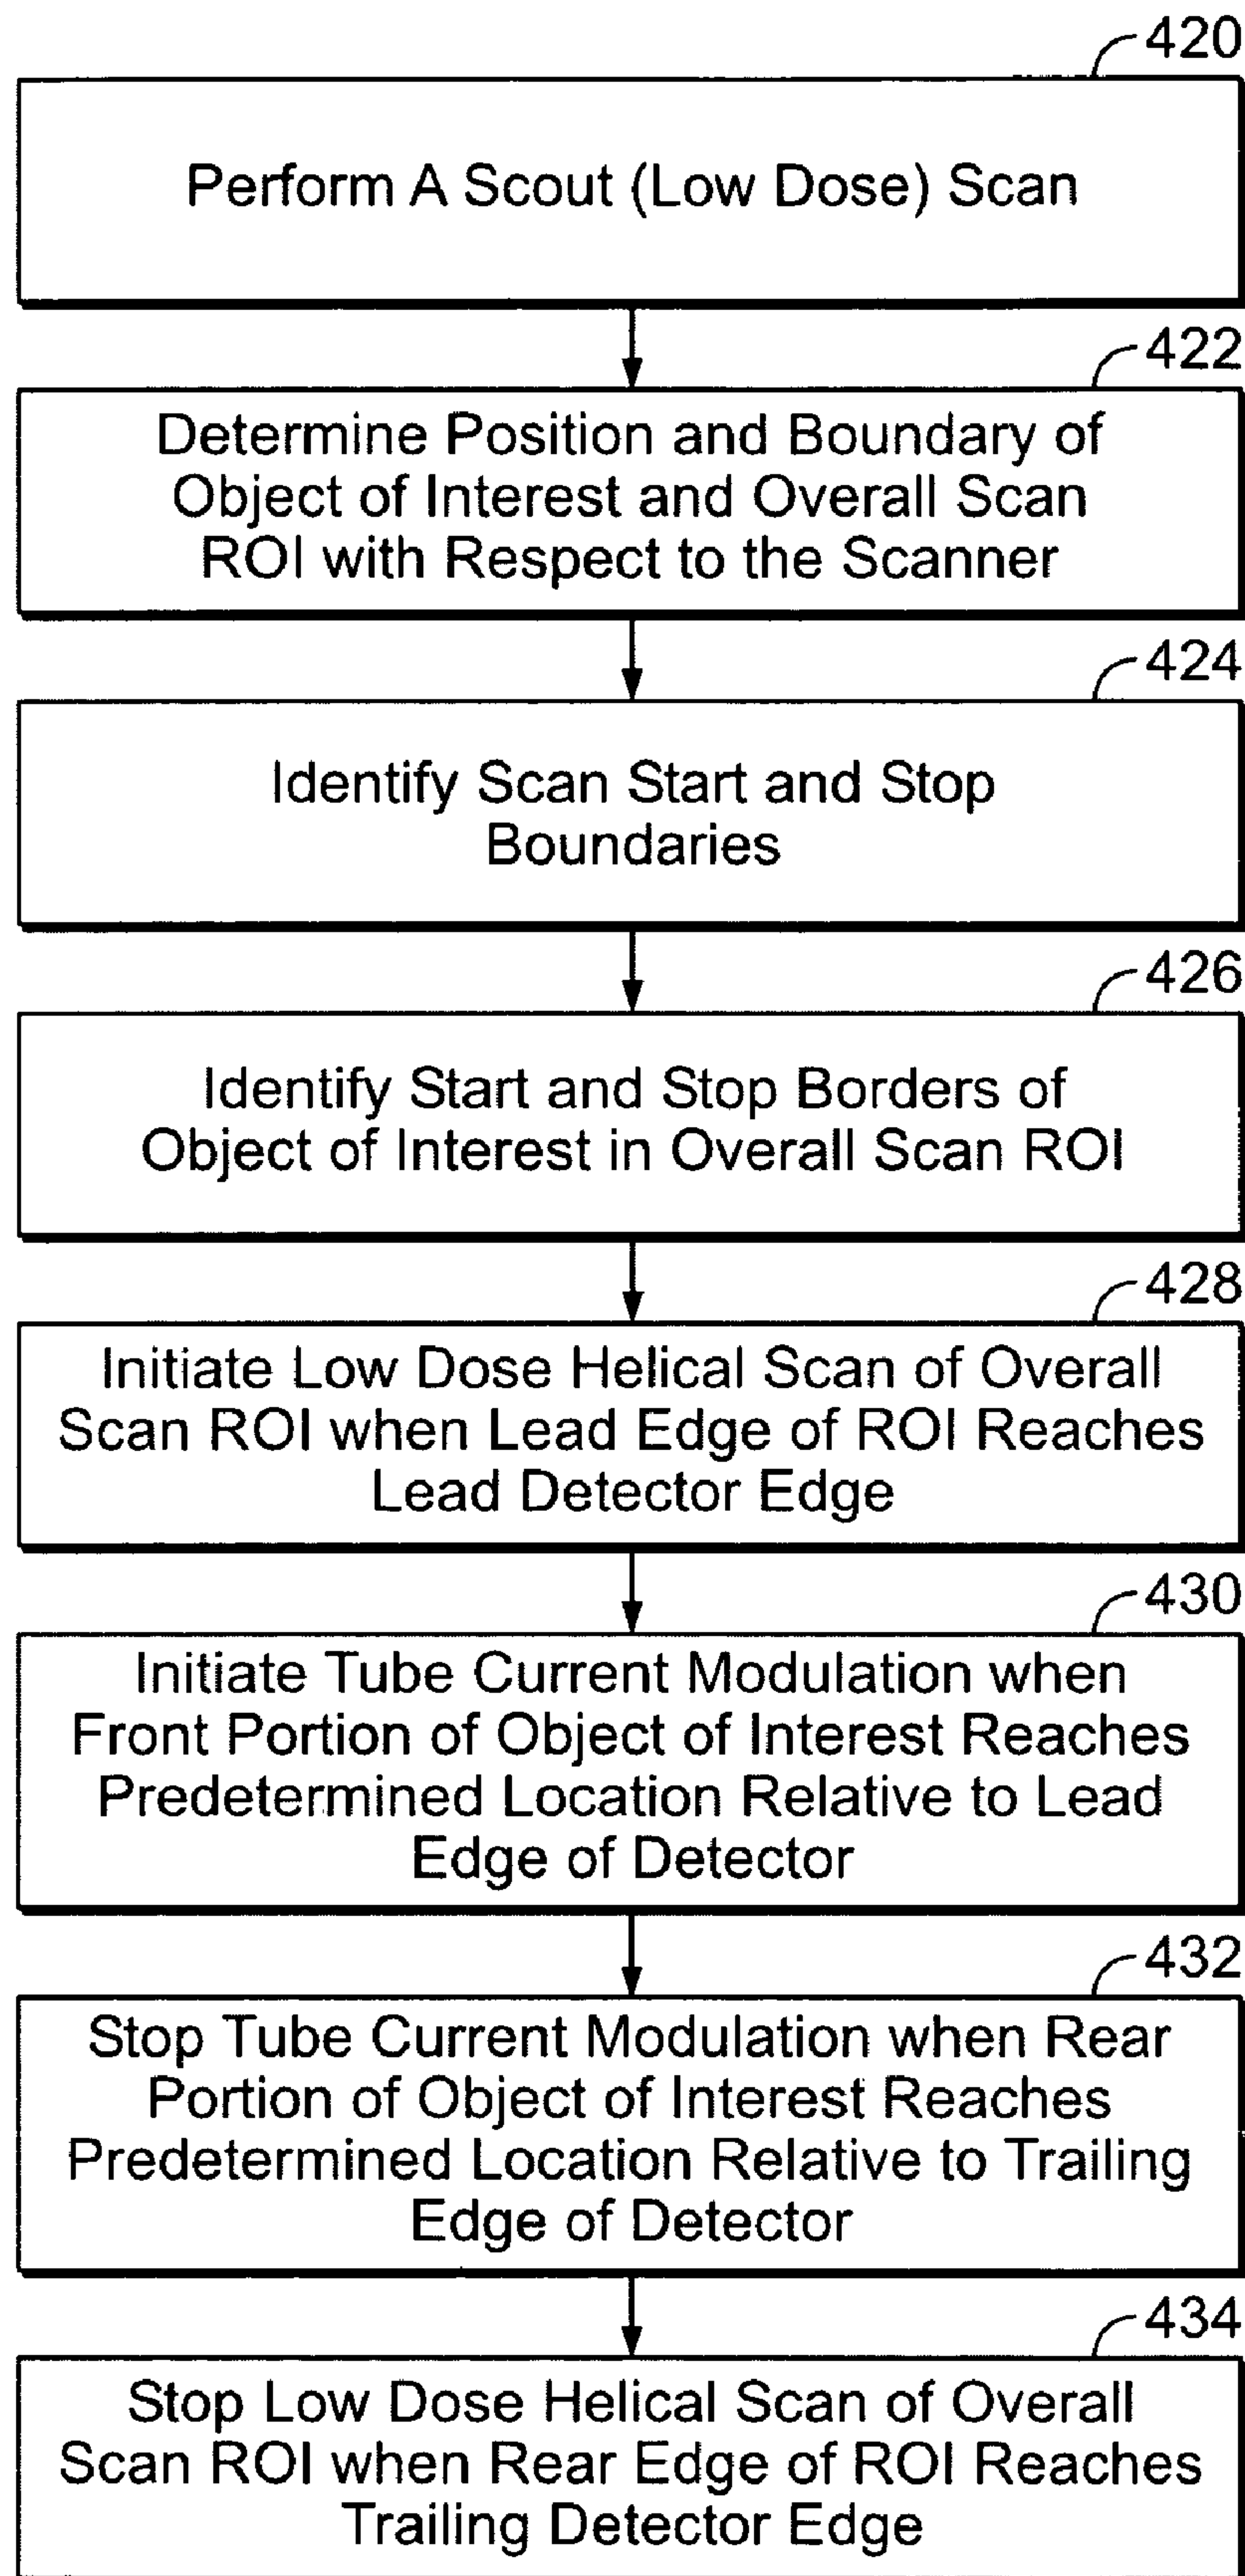 420
Perform A Scout (Low Dose) Scan
422
Determine Position and Boundary of
Object of Interest and Overall Scan
ROI with Respect to the Scanner
424
Identify Scan Start and Stop
Boundaries
426
Identify Start and Stop Borders of
Object of Interest in Overall Scan ROI
428
Initiate Low Dose Helical Scan of Overall
Scan ROI when Lead Edge of ROI Reaches
Lead Detector Edge
430
Initiate Tube Current Modulation when
Front Portion of Object of Interest Reaches
Predetermined Location Relative to Lead
Edge of Detector
432
Stop Tube Current Modulation when Rear
Portion of Object of Interest Reaches
Predetermined Location Relative to Trailing
Edge of Detector
434
Stop Low Dose Helical Scan of Overall
Scan ROI when Rear Edge of ROI Reaches
Trailing Detector Edge